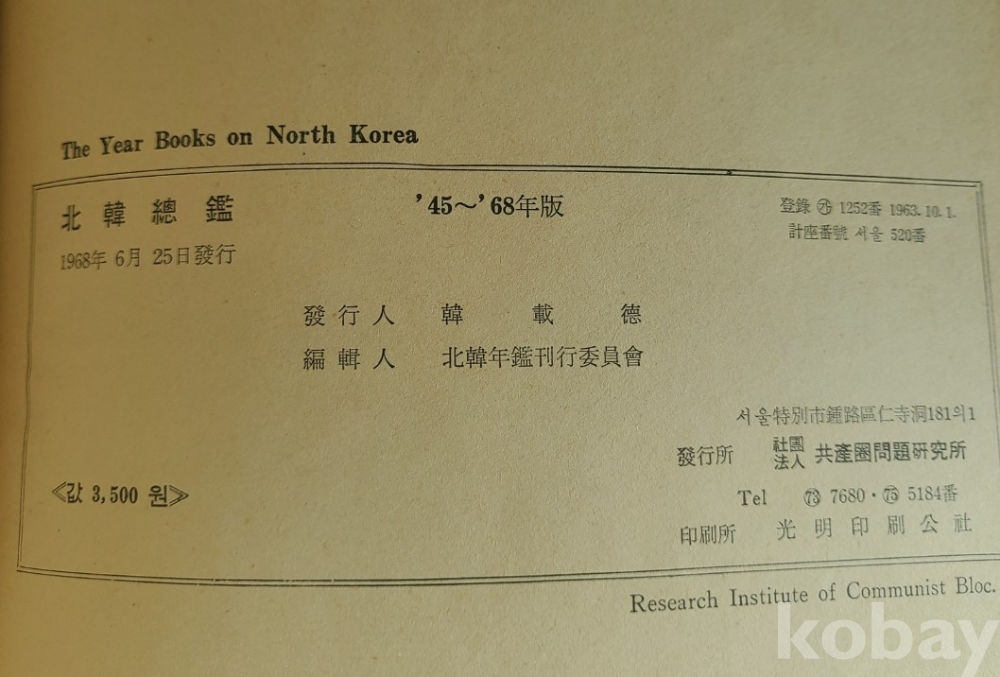 The Year Books on North Korea
北韓總鑑 '45～'68年版 登錄 ㉮ 1252番 1963.10.1.
1968年 6月 25日發行 計座番號 서울 520番
發行人 韓載德
編輯人 北韓年鑑刊行委員會
서울特別市鍾路區仁寺洞181의1
發行所 社團法人 共産圈問題研究所
≪값 3,500 원≫ Tel ㊆㊂ 7680・㊆㊄ 5184番
印刷所 光明印刷公社
Research Institute of Communist Bloc.
kobay